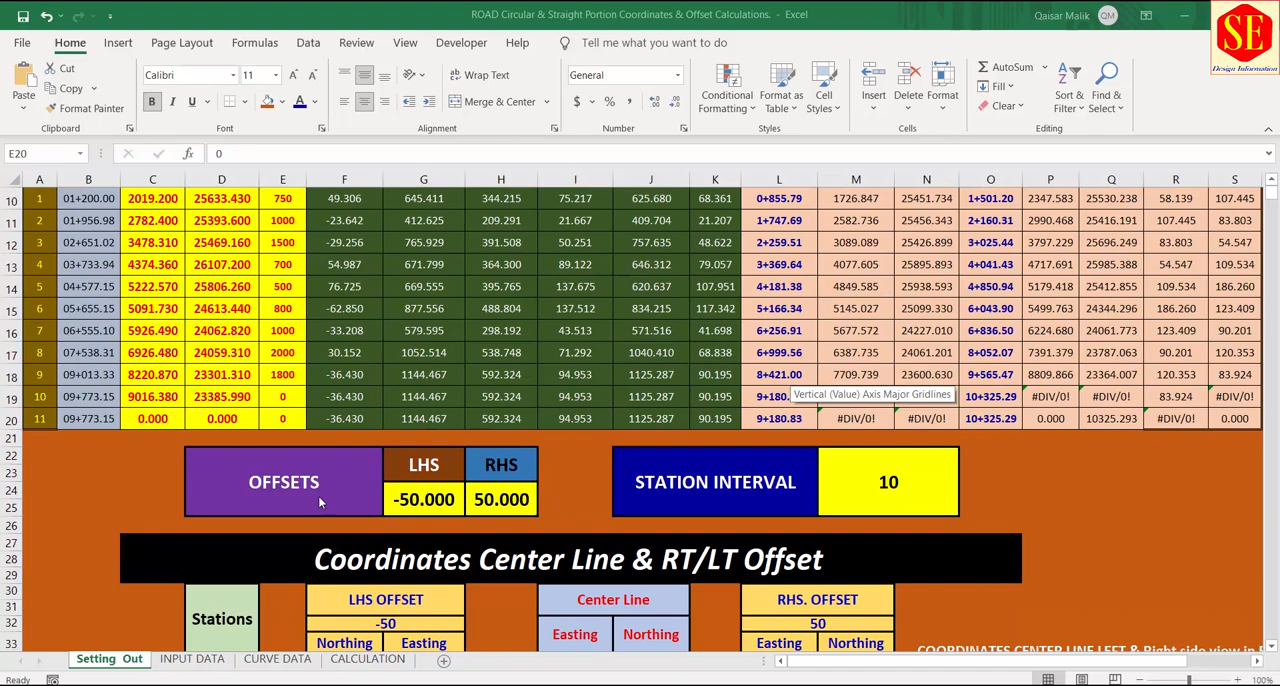 ROAD Circular & Straight Portion Coordinates & Offset Calculations. - Excel
Qaisar Malik QM
SE
Design Information
File Home Insert Page Layout Formulas Data Review View Developer Help Tell me what you want to do
Paste
Cut
Copy
Format Painter
Clipboard
Calibri 11
B I U
Font
Wrap Text
Merge & Center
Alignment
General
$ % ,
Number
Conditional Formatting
Format as Table
Cell Styles
Styles
Insert Delete Format
Cells
AutoSum
Fill
Clear
Sort & Filter
Find & Select
Editing
E20 fx 0
A B C D E F G H I J K L M N O P Q R S
10 1 01+200.00 2019.200 25633.430 750 49.306 645.411 344.215 75.217 625.680 68.361 0+855.79 1726.847 25451.734 1+501.20 2347.583 25530.238 58.139 107.445
11 2 01+956.98 2782.400 25393.600 1000 -23.642 412.625 209.291 21.667 409.704 21.207 1+747.69 2582.736 25456.343 2+160.31 2990.468 25416.191 107.445 83.803
12 3 02+651.02 3478.310 25469.160 1500 -29.256 765.929 391.508 50.251 757.635 48.622 2+259.51 3089.089 25426.899 3+025.44 3797.229 25696.249 83.803 54.547
13 4 03+733.94 4374.360 26107.200 700 54.987 671.799 364.300 89.122 646.312 79.057 3+369.64 4077.605 25895.893 4+041.43 4717.691 25985.388 54.547 109.534
14 5 04+577.15 5222.570 25806.260 500 76.725 669.555 395.765 137.675 620.637 107.951 4+181.38 4849.585 25938.593 4+850.94 5179.418 25412.855 109.534 186.260
15 6 05+655.15 5091.730 24613.440 800 -62.850 877.556 488.804 137.512 834.215 117.342 5+166.34 5145.027 25099.330 6+043.90 5499.763 24344.296 186.260 123.409
16 7 06+555.10 5926.490 24062.820 1000 -33.208 579.595 298.192 43.513 571.516 41.698 6+256.91 5677.572 24227.010 6+836.50 6224.680 24061.773 123.409 90.201
17 8 07+538.31 6926.480 24059.310 2000 30.152 1052.514 538.748 71.292 1040.410 68.838 6+999.56 6387.735 24061.201 8+052.07 7391.379 23787.063 90.201 120.353
18 9 09+013.33 8220.870 23301.310 1800 -36.430 1144.467 592.324 94.953 1125.287 90.195 8+421.00 7709.739 23600.630 9+565.47 8809.866 23364.007 120.353 83.924
19 10 09+773.15 9016.380 23385.990 0 -36.430 1144.467 592.324 94.953 1125.287 90.195 9+180. Vertical (Value) Axis Major Gridlines 10+325.29 #DIV/0! #DIV/0! 83.924 #DIV/0!
20 11 09+773.15 0.000 0.000 0 -36.430 1144.467 592.324 94.953 1125.287 90.195 9+180.83 #DIV/0! #DIV/0! 10+325.29 0.000 10325.293 #DIV/0! 0.000
21
22
23
24
25
26
27
28
29
30
31
32
33
OFFSETS LHS RHS
-50.000 50.000
STATION INTERVAL 10
Coordinates Center Line & RT/LT Offset
Stations LHS OFFSET Center Line RHS. OFFSET
-50 50
Northing Easting Easting Northing Easting Northing
Setting Out INPUT DATA CURVE DATA CALCULATION
Ready 100%